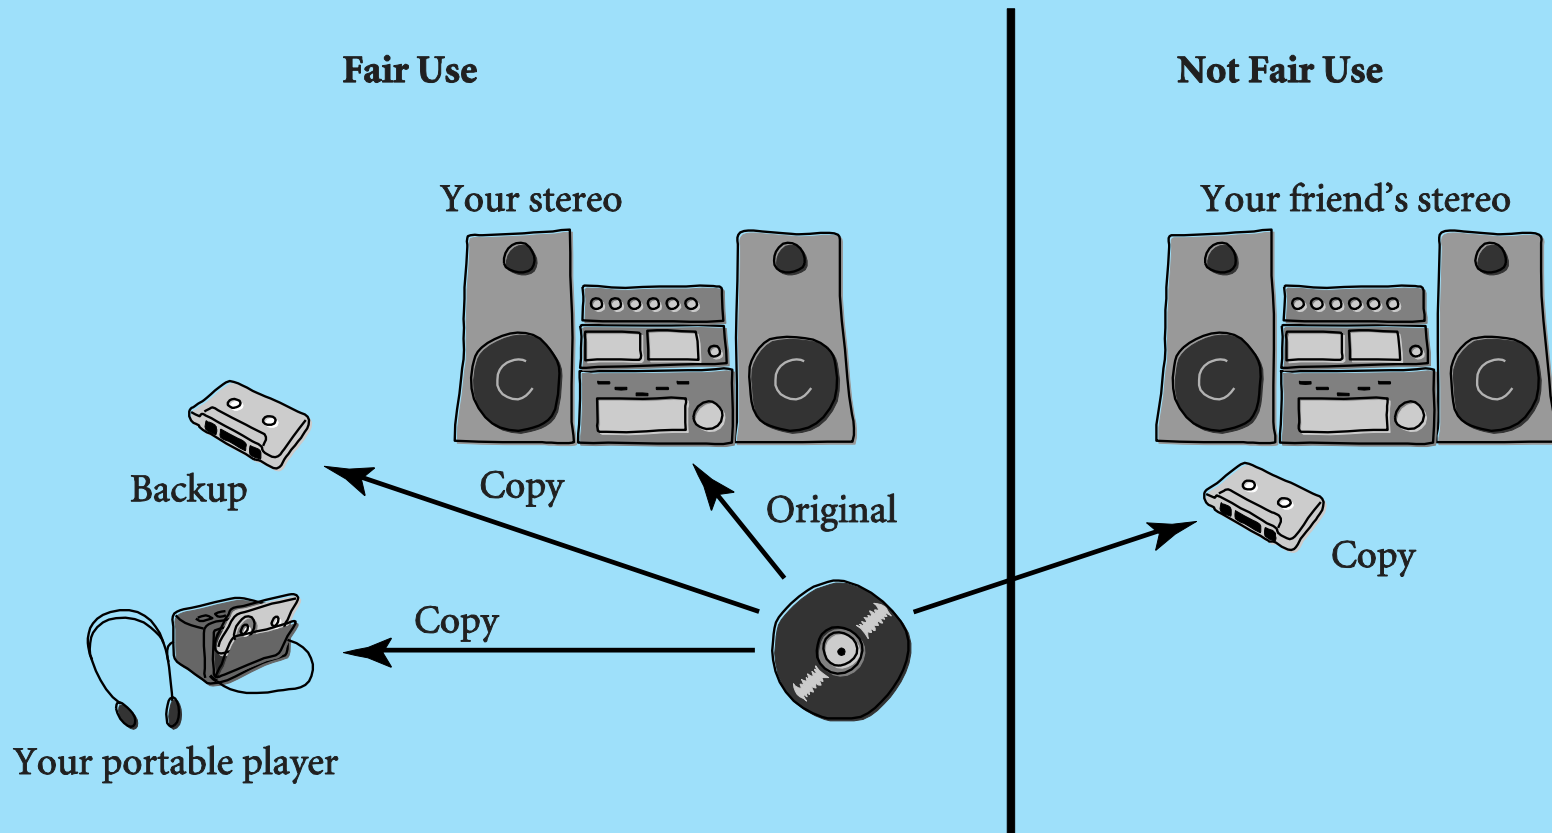 Fair Use
Not Fair Use
Your stereo
Your friend's stereo
Backup
Copy
Original
Copy
Copy
Your portable player